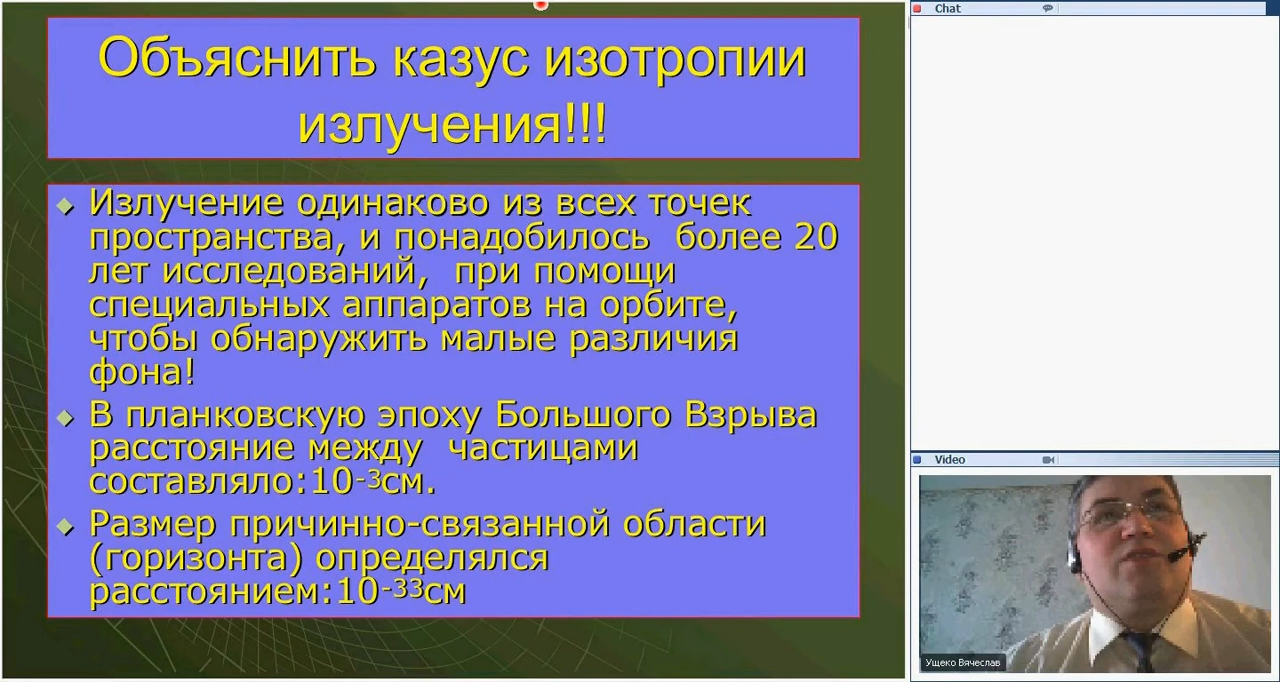 Объяснить казус изотропии
излучения!!!
Излучение одинаково из всех точек
пространства, и понадобилось более 20
лет исследований, при помощи
специальных аппаратов на орбите,
чтобы обнаружить малые различия
фона!
В планковскую эпоху Большого Взрыва
расстояние между частицами
составляло:10-3см.
Размер причинно-связанной области
(горизонта) определялся
расстоянием:10-33см
Chat
Video
Ущеко Вячеслав